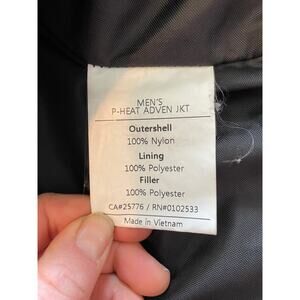 MEN'S
P-HEAT ADVEN JKT
Outershell
100% Nylon
Lining
100% Polyester
Filler
100% Polyester
CA#25776 / RN#0102533
Made in Vietnam